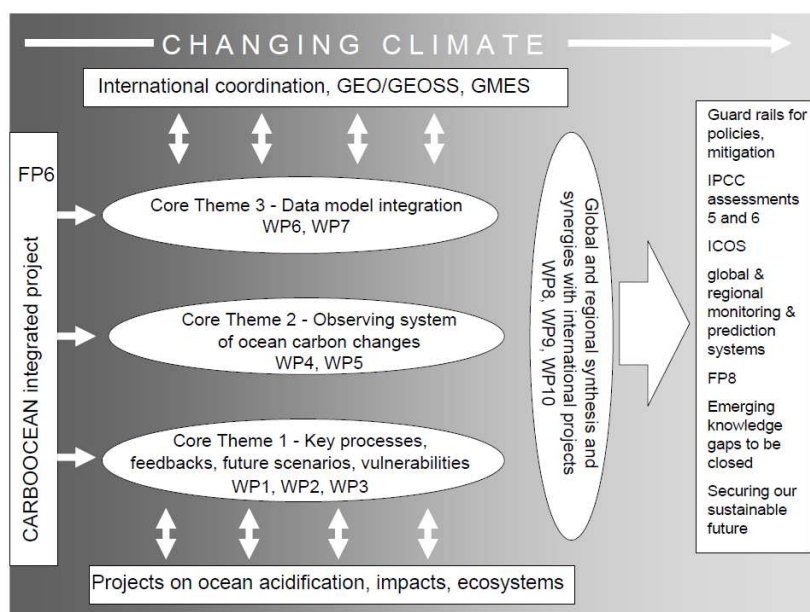 CHANGING CLIMATE
International coordination, GEO/GEOSS, GMES
FP6
CARBOOCEAN integrated project
Core Theme 3 - Data model integration
WP6, WP7
Core Theme 2 - Observing system
of ocean carbon changes
WP4, WP5
Core Theme 1 - Key processes,
feedbacks, future scenarios, vulnerabilities
WP1, WP2, WP3
Projects on ocean acidification, impacts, ecosystems
Global and regional synthesis and
synergies with international projects
WP8, WP9, WP10
Guard rails for
policies,
mitigation
IPCC
assessments
5 and 6
ICOS
global &
regional
monitoring &
prediction
systems
FP8
Emerging
knowledge
gaps to be
closed
Securing our
sustainable
future